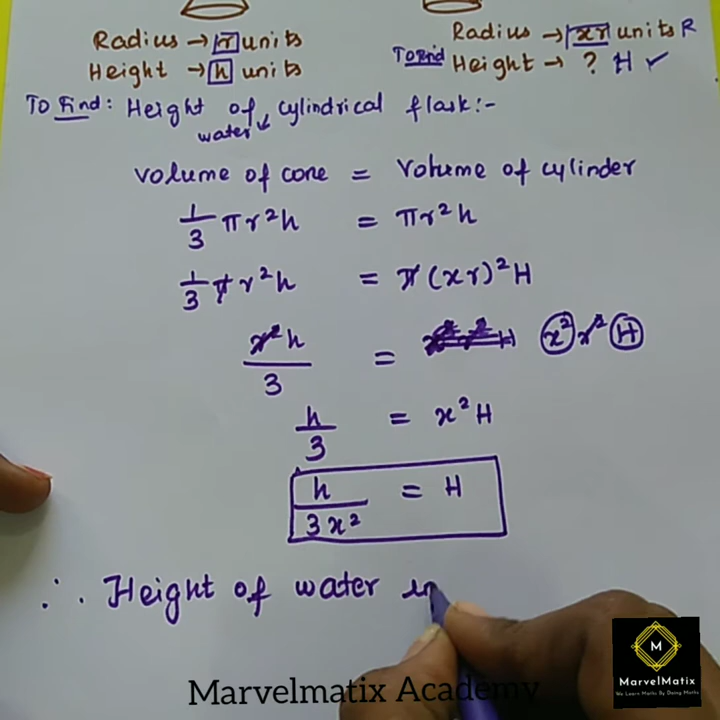 Radius → r units
Height → h units
Radius → xr units R
To Find Height → ? H ✓
To Find: Height of water cylindrical flask:-
Volume of cone = Volume of cylinder
1/3 πr²h = πr²h
1/3 πr²h = π(xr)²H
r²h/3 = x²r²H
h/3 = x²H
h/3x² = H
∴ Height of water in
Marvelmatix Academy
M
MarvelMatix
We Learn Maths By Doing Maths